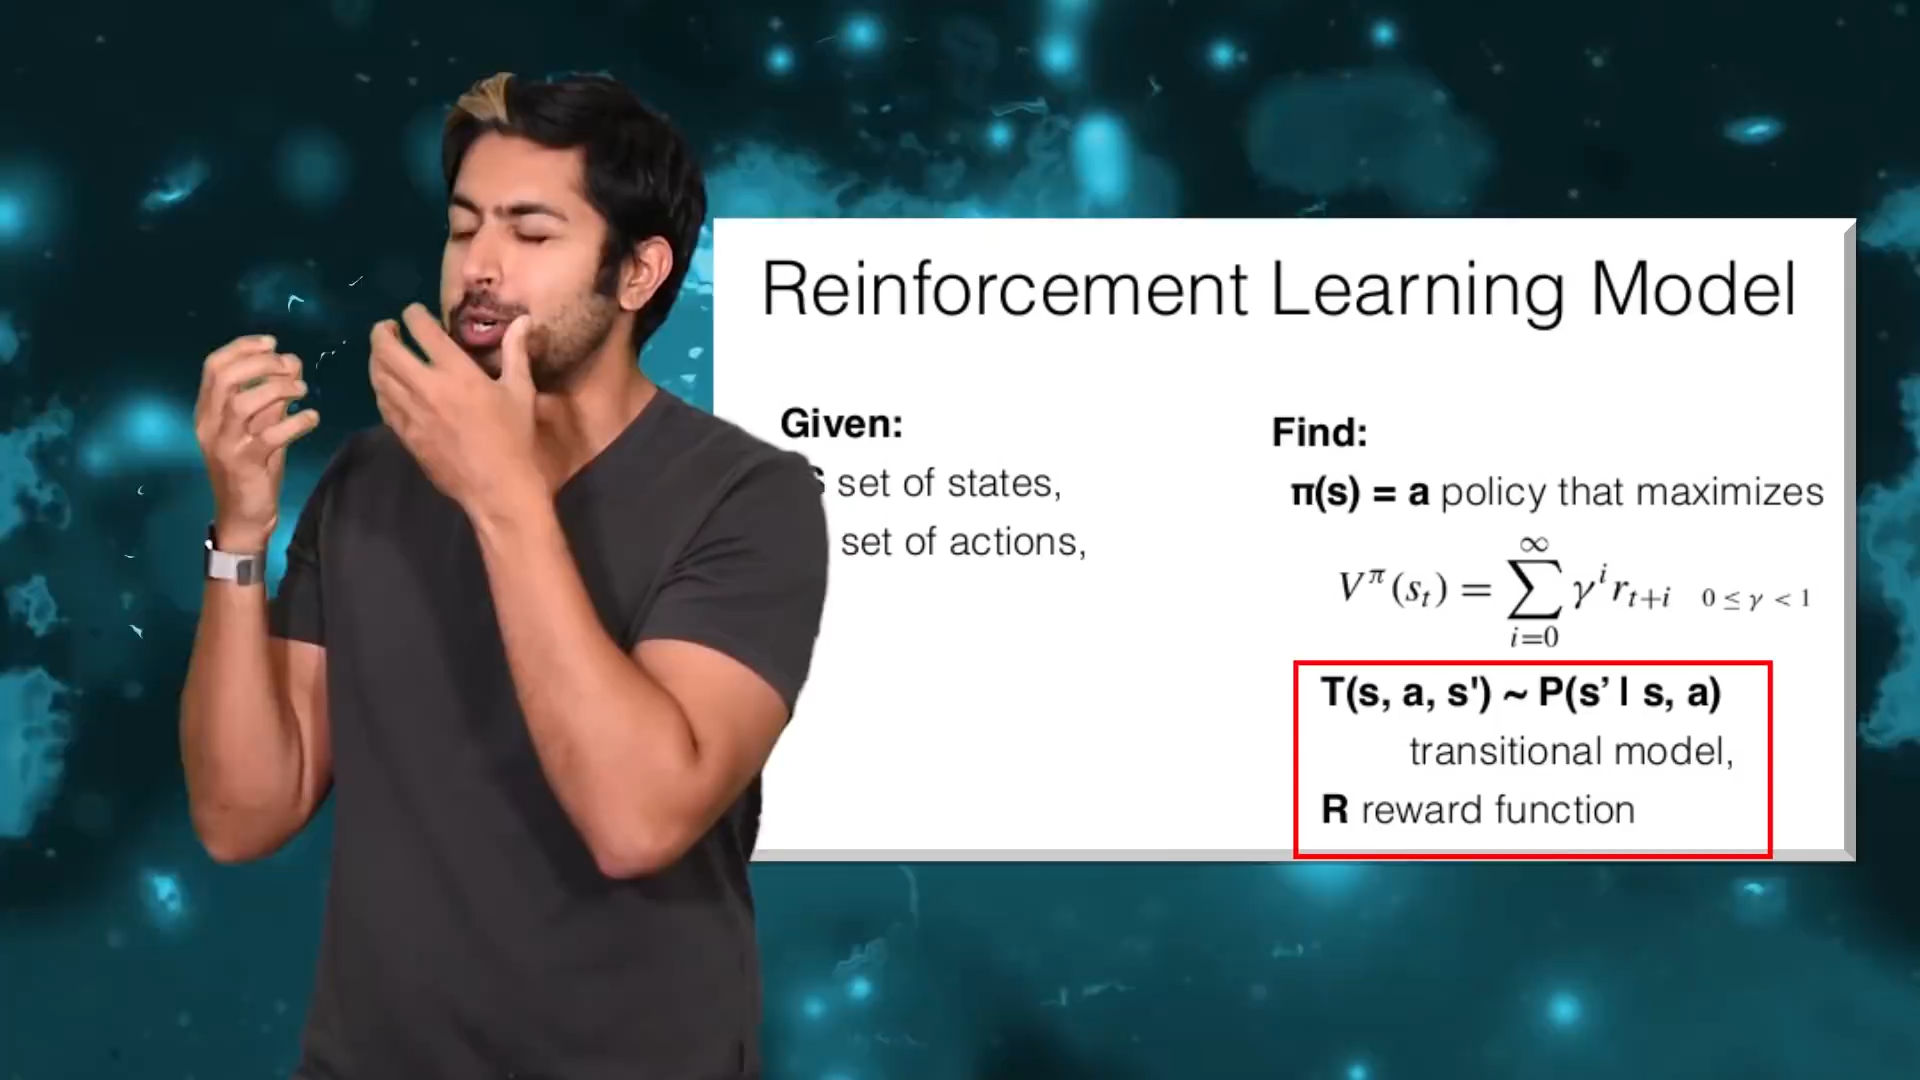 Reinforcement Learning Model
Given:
set of states,
set of actions,
Find:
π(s) = a policy that maximizes
V^π(s_t) = ∑_{i=0}^{∞} γ^i r_{t+i}   0 ≤ γ < 1
T(s, a, s') ~ P(s’ | s, a)
transitional model,
R reward function